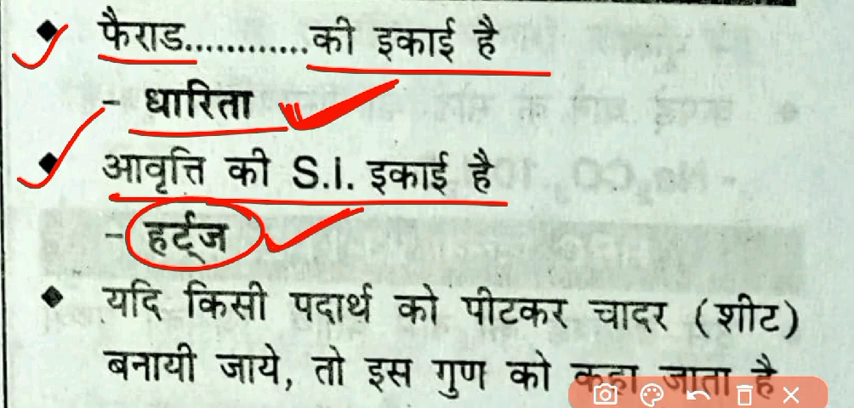 ◆ फैराड............की इकाई है
- धारिता
◆ आवृत्ति की S.I. इकाई है
- हर्ट्ज
◆ यदि किसी पदार्थ को पीटकर चादर (शीट)
बनायी जाये, तो इस गुण को कहा जाता है